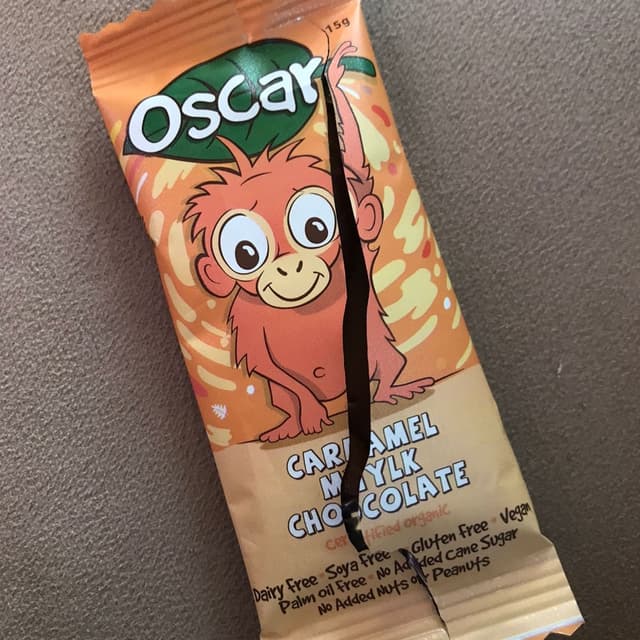 15g
Oscar
CARAMEL
MYLK
CHOCOLATE
certified organic
Dairy free * Soya free * Gluten free * Vegan
Palm oil free * No Added Cane Sugar
No Added Nuts or Peanuts